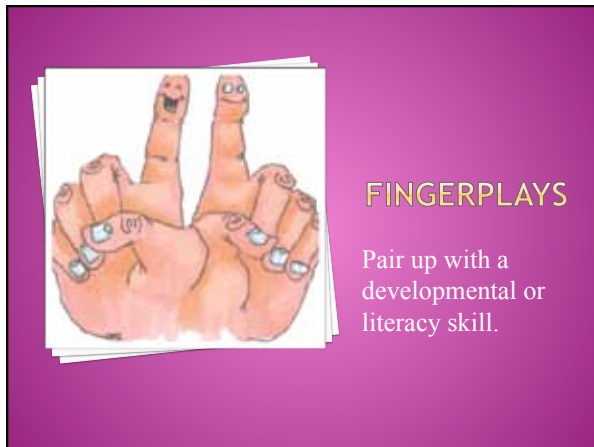 FINGERPLAYS
Pair up with a
developmental or
literacy skill.